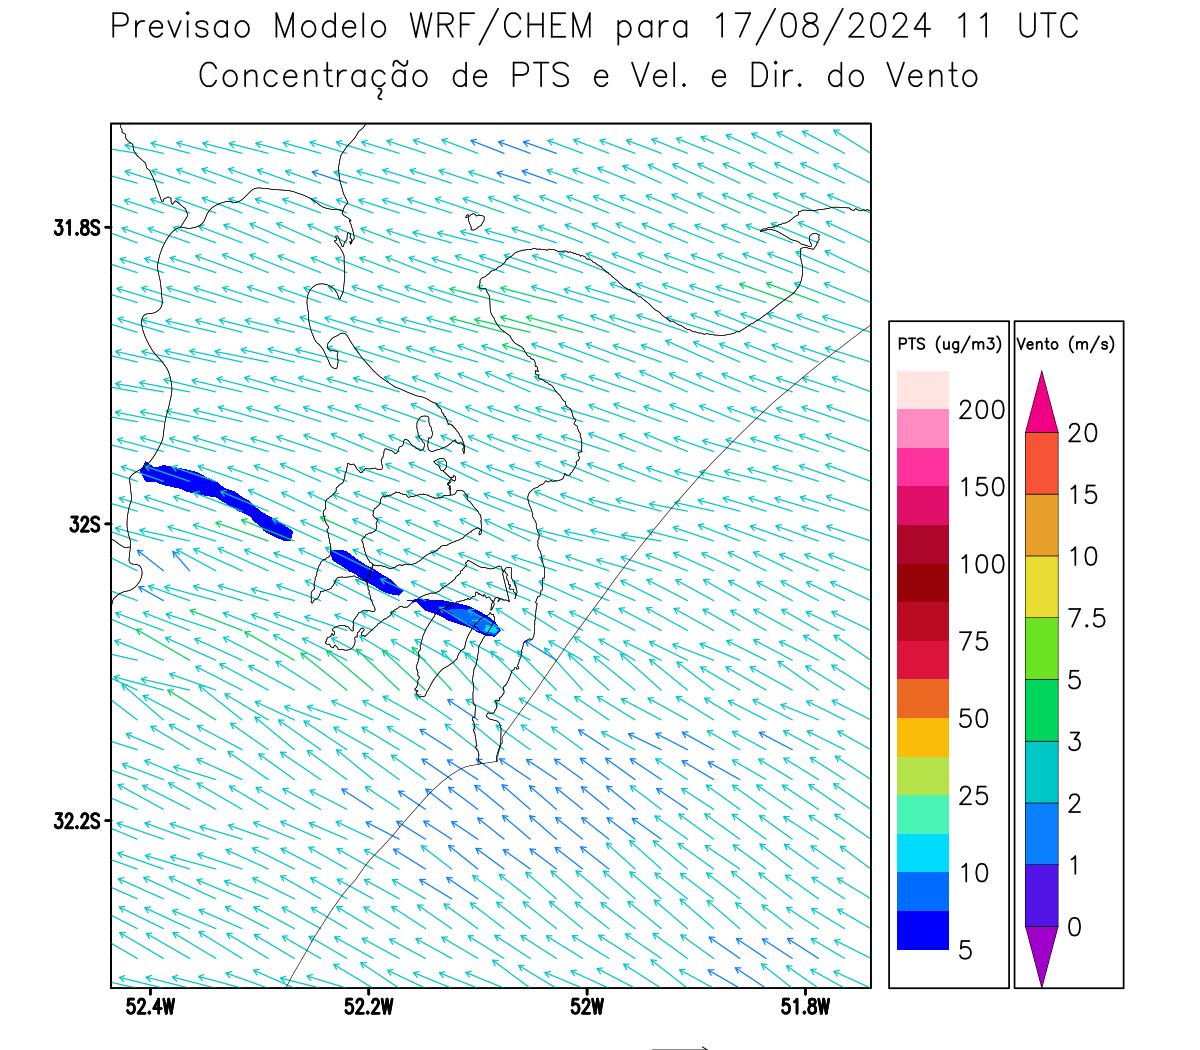 Previsao Modelo WRF/CHEM para 17/08/2024 11 UTC
Concentração de PTS e Vel. e Dir. do Vento
31.8S
32S
32.2S
52.4W
52.2W
52W
51.8W
PTS (ug/m3)
200
150
100
75
50
25
10
5
Vento (m/s)
20
15
10
7.5
5
3
2
1
0